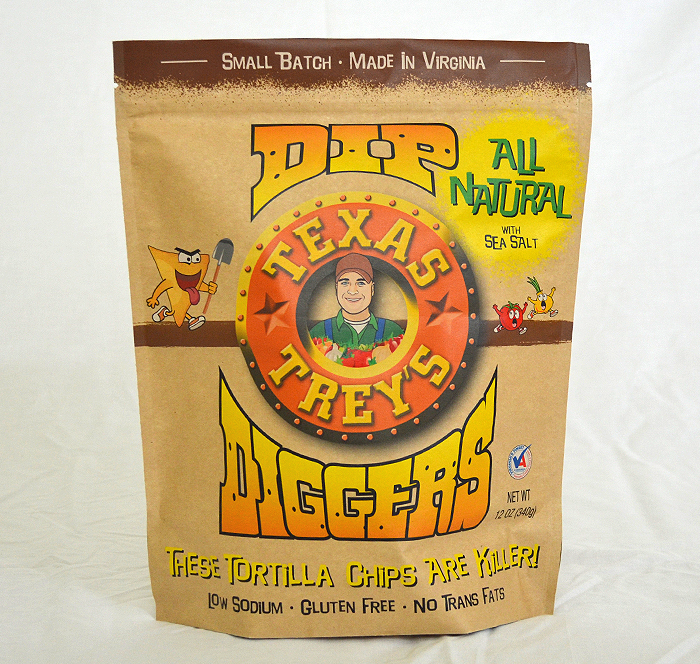 Small Batch · Made In Virginia
DIP
ALL
NATURAL
WITH
SEA SALT
TEXAS
TREY'S
DIGGERS
NET WT
12 OZ (340g)
THESE TORTILLA CHIPS ARE KILLER!
Low Sodium · Gluten Free · No Trans Fats